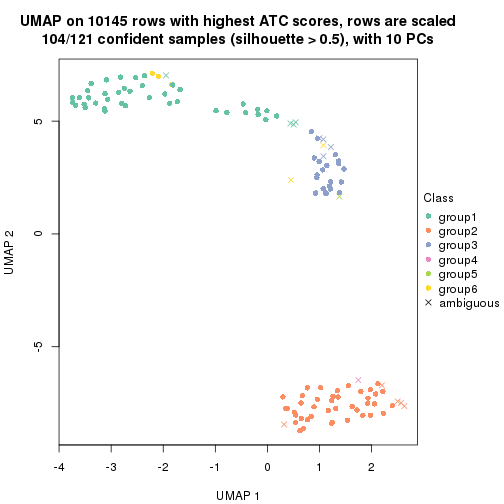 UMAP on 10145 rows with highest ATC scores, rows are scaled
104/121 confident samples (silhouette > 0.5), with 10 PCs
5
0
-5
UMAP 2
-4
-3
-2
-1
0
1
2
UMAP 1
Class
group1
group2
group3
group4
group5
group6
ambiguous